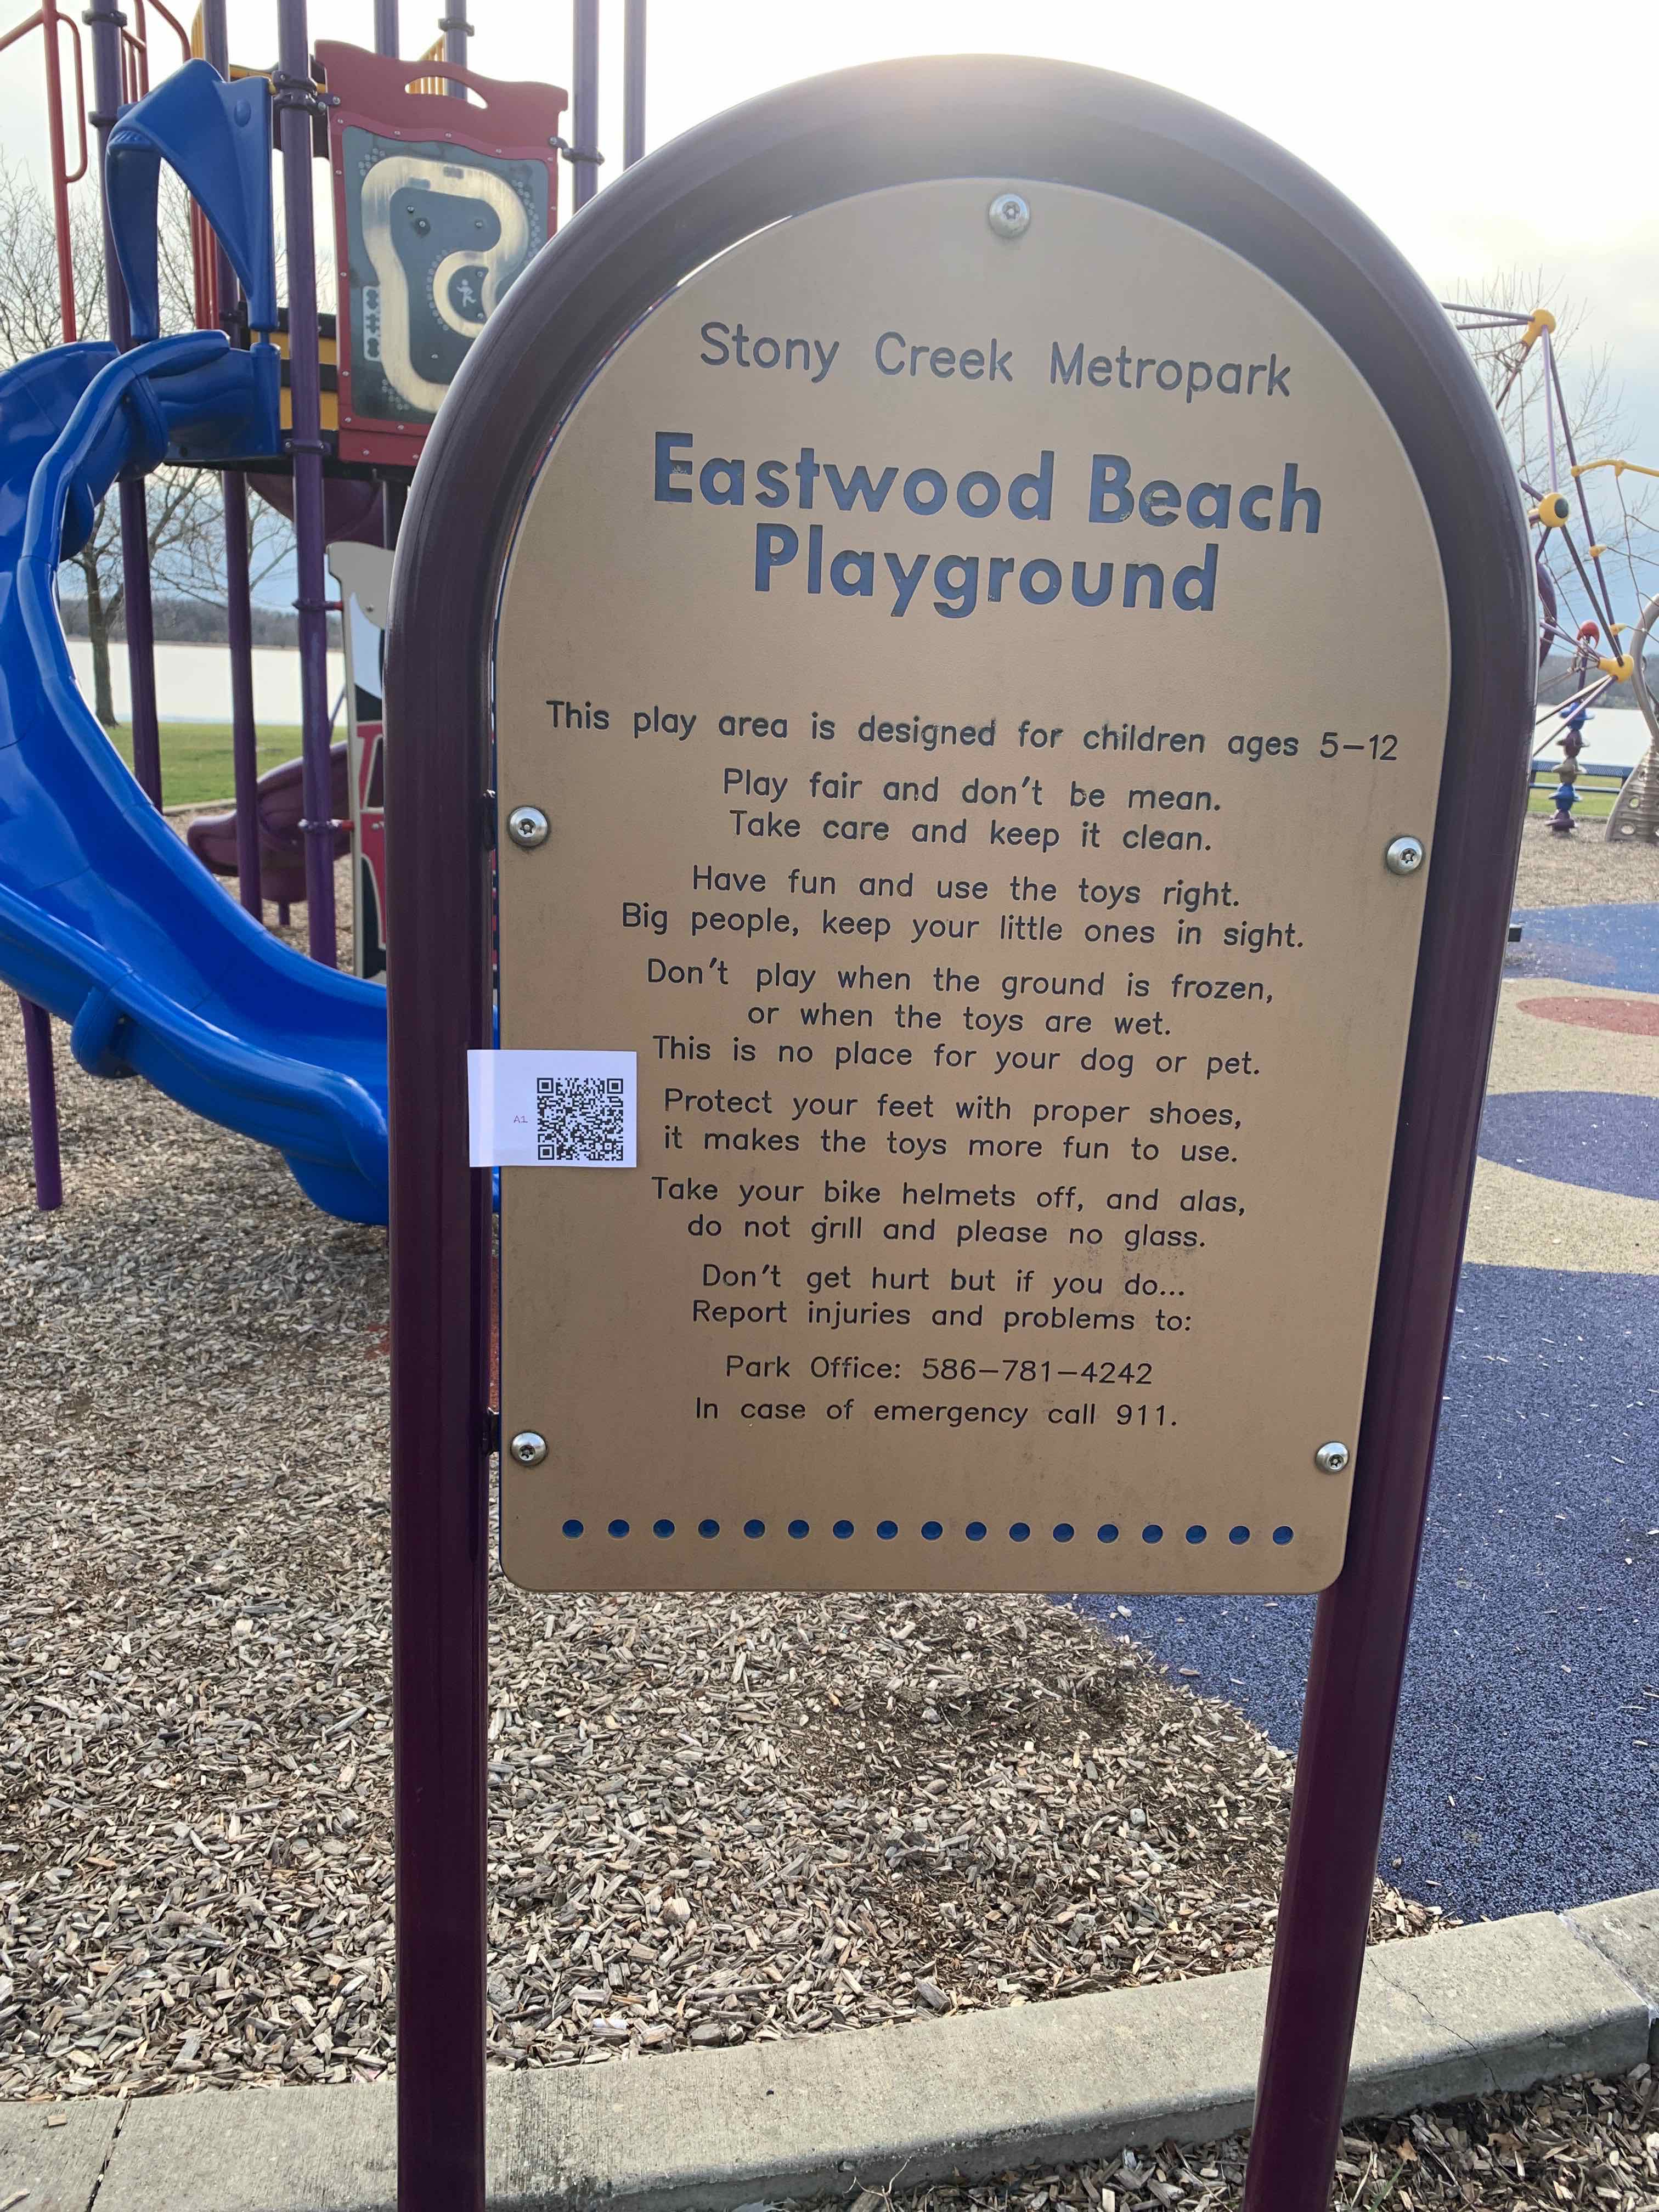 Stony Creek Metropark
Eastwood Beach
Playground
This play area is designed for children ages 5-12
Play fair and don't be mean.
Take care and keep it clean.
Have fun and use the toys right.
Big people, keep your little ones in sight.
Don't play when the ground is frozen,
or when the toys are wet.
This is no place for your dog or pet.
A1
Protect your feet with proper shoes,
it makes the toys more fun to use.
Take your bike helmets off, and alas,
do not grill and please no glass.
Don't get hurt but if you do...
Report injuries and problems to:
Park Office: 586-781-4242
In case of emergency call 911.